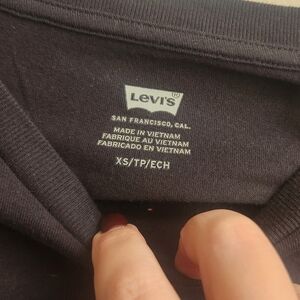 Levi's®
SAN FRANCISCO, CAL.
MADE IN VIETNAM
FABRIQUE AU VIETNAM
FABRICADO EN VIETNAM
XS/TP/ECH